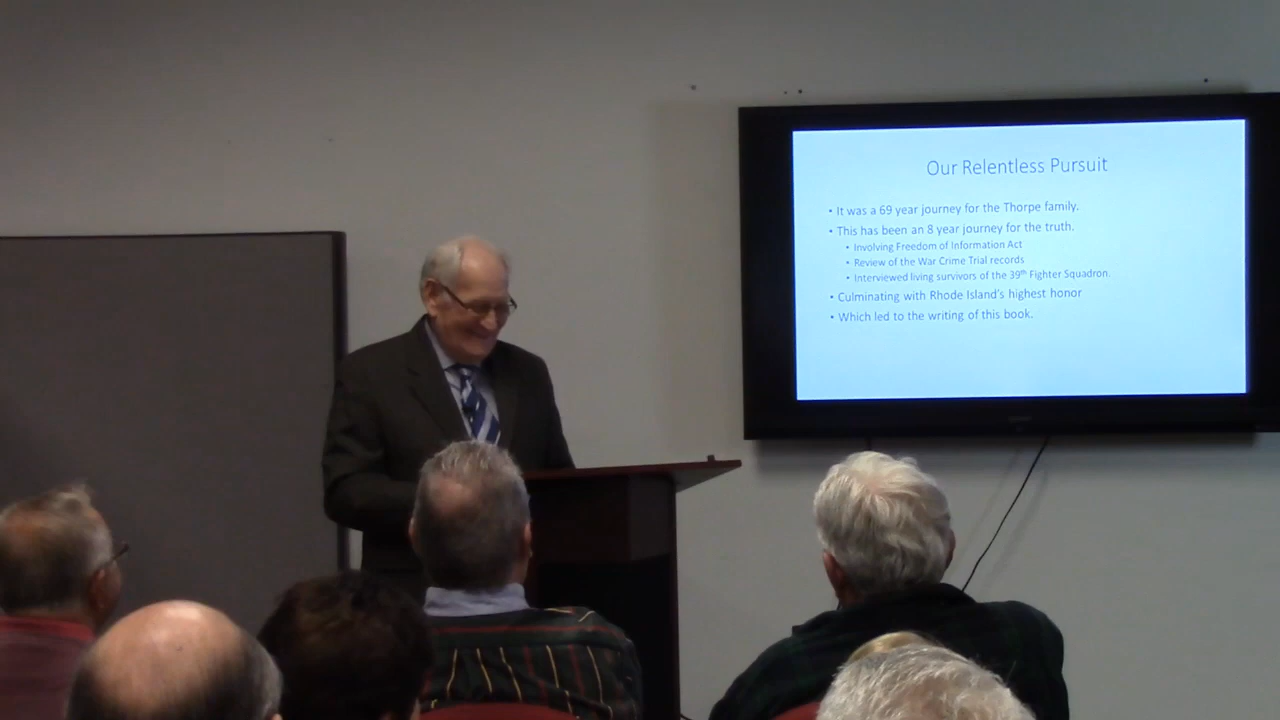 Our Relentless Pursuit
• It was a 69 year journey for the Thorpe family.
• This has been an 8 year journey for the truth.
• Involving Freedom of Information Act
• Review of the War Crime Trial records
• Interviewed living survivors of the 39th Fighter Squadron.
• Culminating with Rhode Island's highest honor
• Which led to the writing of this book.